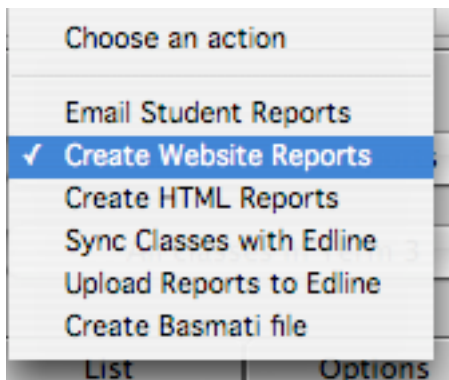 Choose an action
Email Student Reports
✓ Create Website Reports
Create HTML Reports
Sync Classes with Edline
Upload Reports to Edline
Create Basmati file
List Options